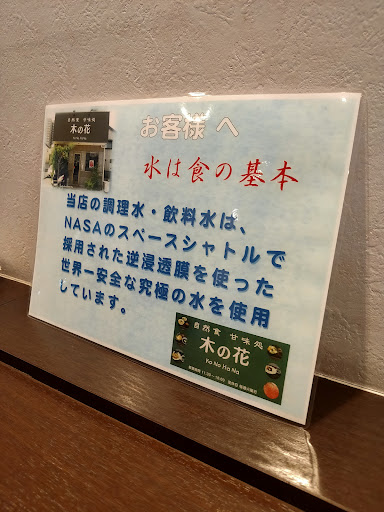 自然食 甘味処
木の花
お客様 へ
水は食の基本
当店の調理水・飲料水は、
NASAのスペースシャトルで
採用された逆浸透膜を使った
世界一安全な究極の水を使用
しています。
自然食 甘味処
木の花
Ko No Ha Na